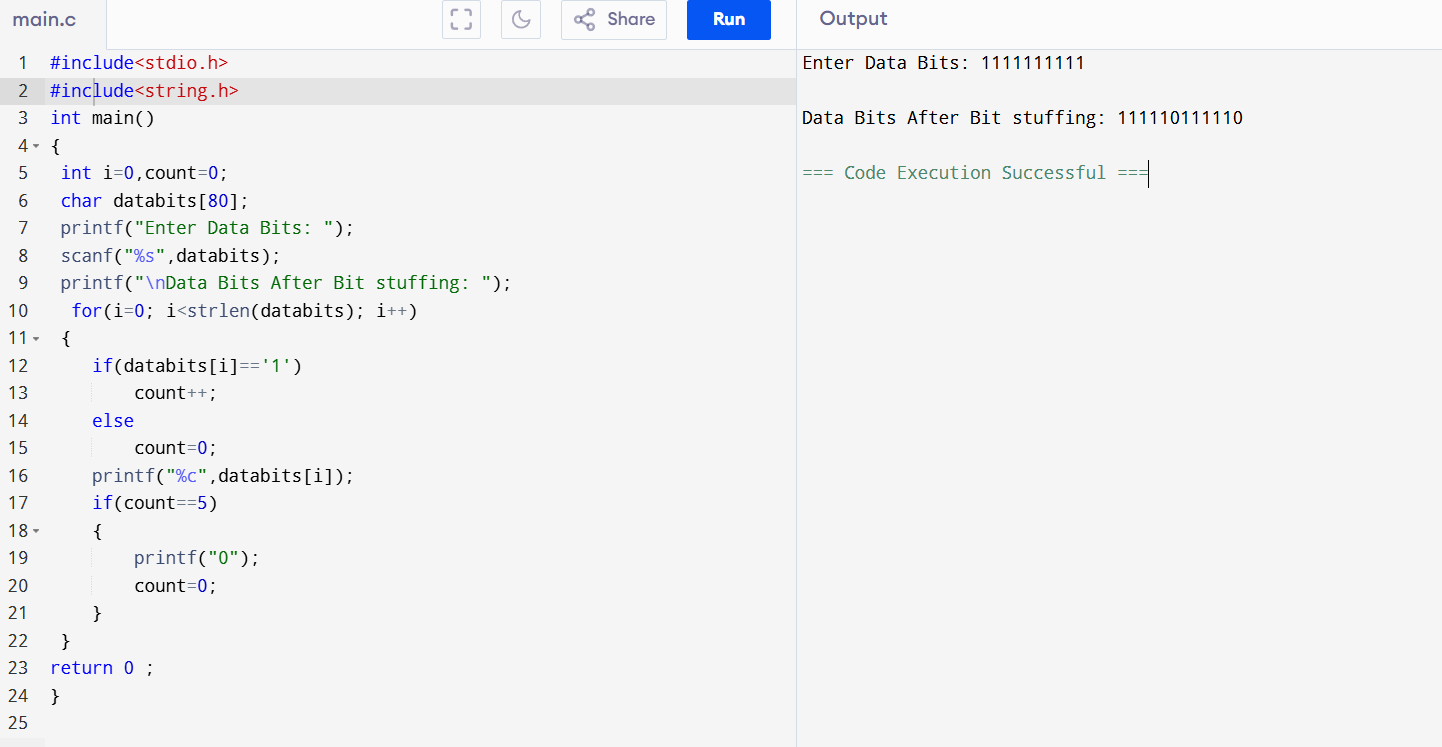 main.c
Share
Run
Output
1 #include<stdio.h>
2 #include<string.h>
3 int main()
4 {
5 int i=0,count=0;
6 char databits[80];
7 printf("Enter Data Bits: ");
8 scanf("%s",databits);
9 printf("\nData Bits After Bit stuffing: ");
10 for(i=0; i<strlen(databits); i++)
11 {
12 if(databits[i]=='1')
13 count++;
14 else
15 count=0;
16 printf("%c",databits[i]);
17 if(count==5)
18 {
19 printf("0");
20 count=0;
21 }
22 }
23 return 0 ;
24 }
25
Enter Data Bits: 1111111111
Data Bits After Bit stuffing: 111110111110
=== Code Execution Successful ===